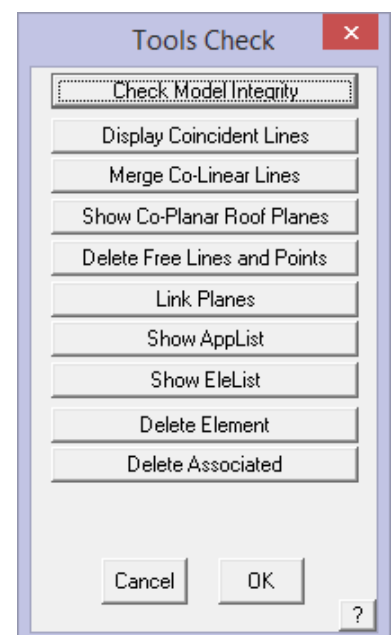 Tools Check
×
Check Model Integrity
Display Coincident Lines
Merge Co-Linear Lines
Show Co-Planar Roof Planes
Delete Free Lines and Points
Link Planes
Show AppList
Show EleList
Delete Element
Delete Associated
Cancel OK
?